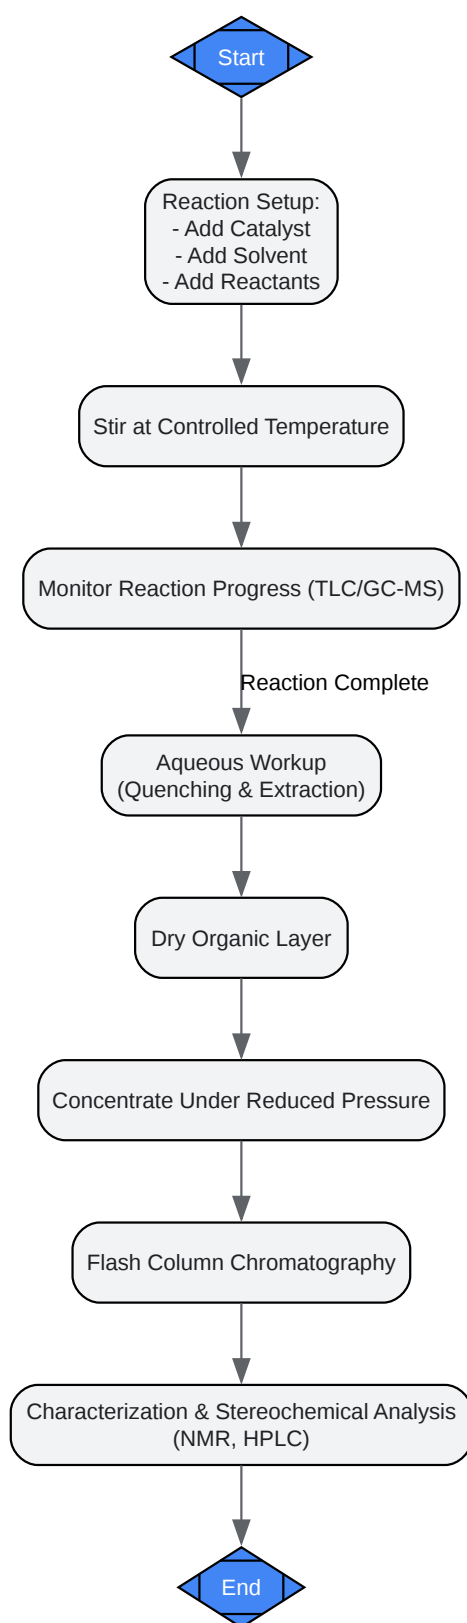 Start
Reaction Setup:
- Add Catalyst
- Add Solvent
- Add Reactants
Stir at Controlled Temperature
Monitor Reaction Progress (TLC/GC-MS)
Reaction Complete
Aqueous Workup
(Quenching & Extraction)
Dry Organic Layer
Concentrate Under Reduced Pressure
Flash Column Chromatography
Characterization & Stereochemical Analysis
(NMR, HPLC)
End